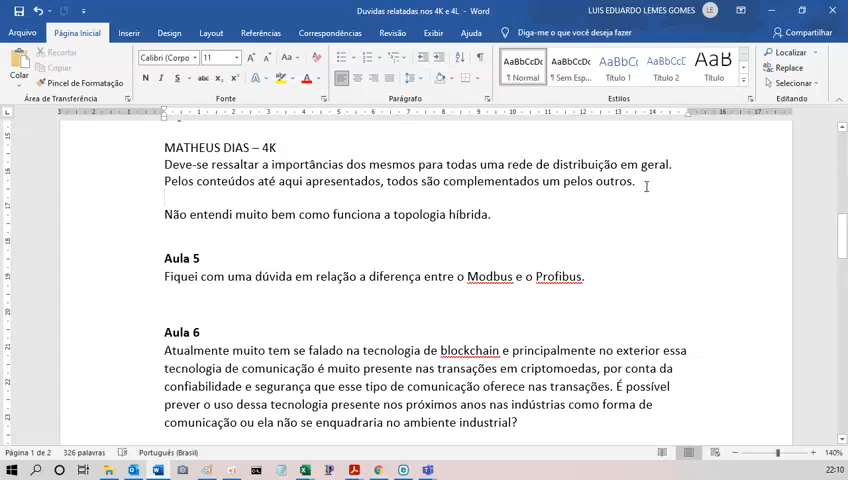 Duvidas relatadas nos 4K e 4L - Word
LUIS EDUARDO LEMES GOMES
LE
Arquivo
Página Inicial
Inserir
Design
Layout
Referências
Correspondências
Revisão
Exibir
Ajuda
Diga-me o que você deseja fazer
Compartilhar
Colar
Recortar
Copiar
Pincel de Formatação
Área de Transferência
Calibri (Corpo
11
Fonte
Parágrafo
AaBbCcDc
¶ Normal
AaBbCcDc
¶ Sem Esp...
AaBbCc
Título 1
AaBbCcC
Título 2
AaB
Título
Estilos
Localizar
Replace
Selecionar
Editando
MATHEUS DIAS – 4K
Deve-se ressaltar a importâncias dos mesmos para todas uma rede de distribuição em geral.
Pelos conteúdos até aqui apresentados, todos são complementados um pelos outros.
Não entendi muito bem como funciona a topologia híbrida.
Aula 5
Fiquei com uma dúvida em relação a diferença entre o Modbus e o Profibus.
Aula 6
Atualmente muito tem se falado na tecnologia de blockchain e principalmente no exterior essa
tecnologia de comunicação é muito presente nas transações em criptomoedas, por conta da
confiabilidade e segurança que esse tipo de comunicação oferece nas transações. É possível
prever o uso dessa tecnologia presente nos próximos anos nas indústrias como forma de
comunicação ou ela não se enquadraria no ambiente industrial?
Página 1 de 2
326 palavras
Português (Brasil)
140%
22:10